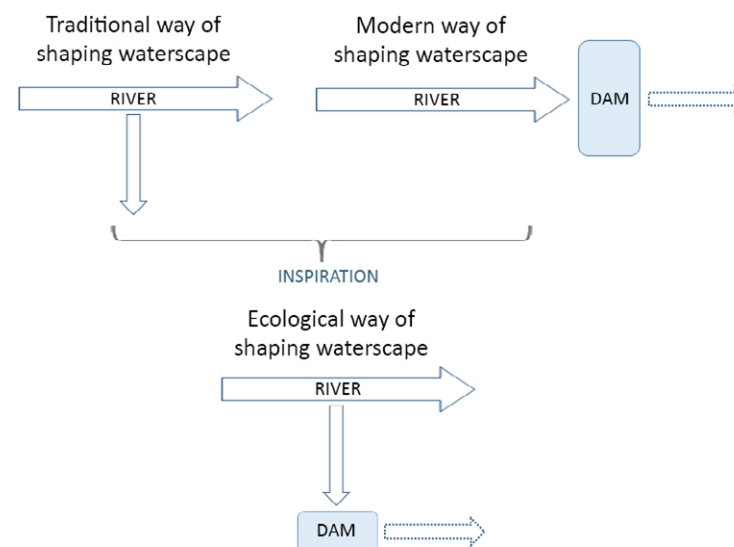 Traditional way of
shaping waterscape
RIVER
Modern way of
shaping waterscape
RIVER
DAM
INSPIRATION
Ecological way of
shaping waterscape
RIVER
DAM